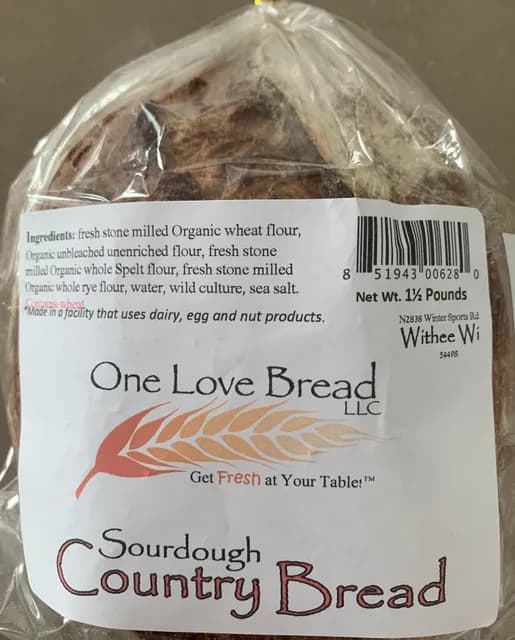 Ingredients: fresh stone milled Organic wheat flour,
Organic unbleached unenriched flour, fresh stone
milled Organic whole Spelt flour, fresh stone milled
Organic whole rye flour, water, wild culture, sea salt.
Contains wheat
*Made in a facility that uses dairy, egg and nut products.
8 51943 00628 0
Net Wt. 1½ Pounds
N2838 Winter Sports Rd
Withee Wi
54498
One Love Bread
LLC
Get Fresh at Your Table!™
Sourdough
Country Bread